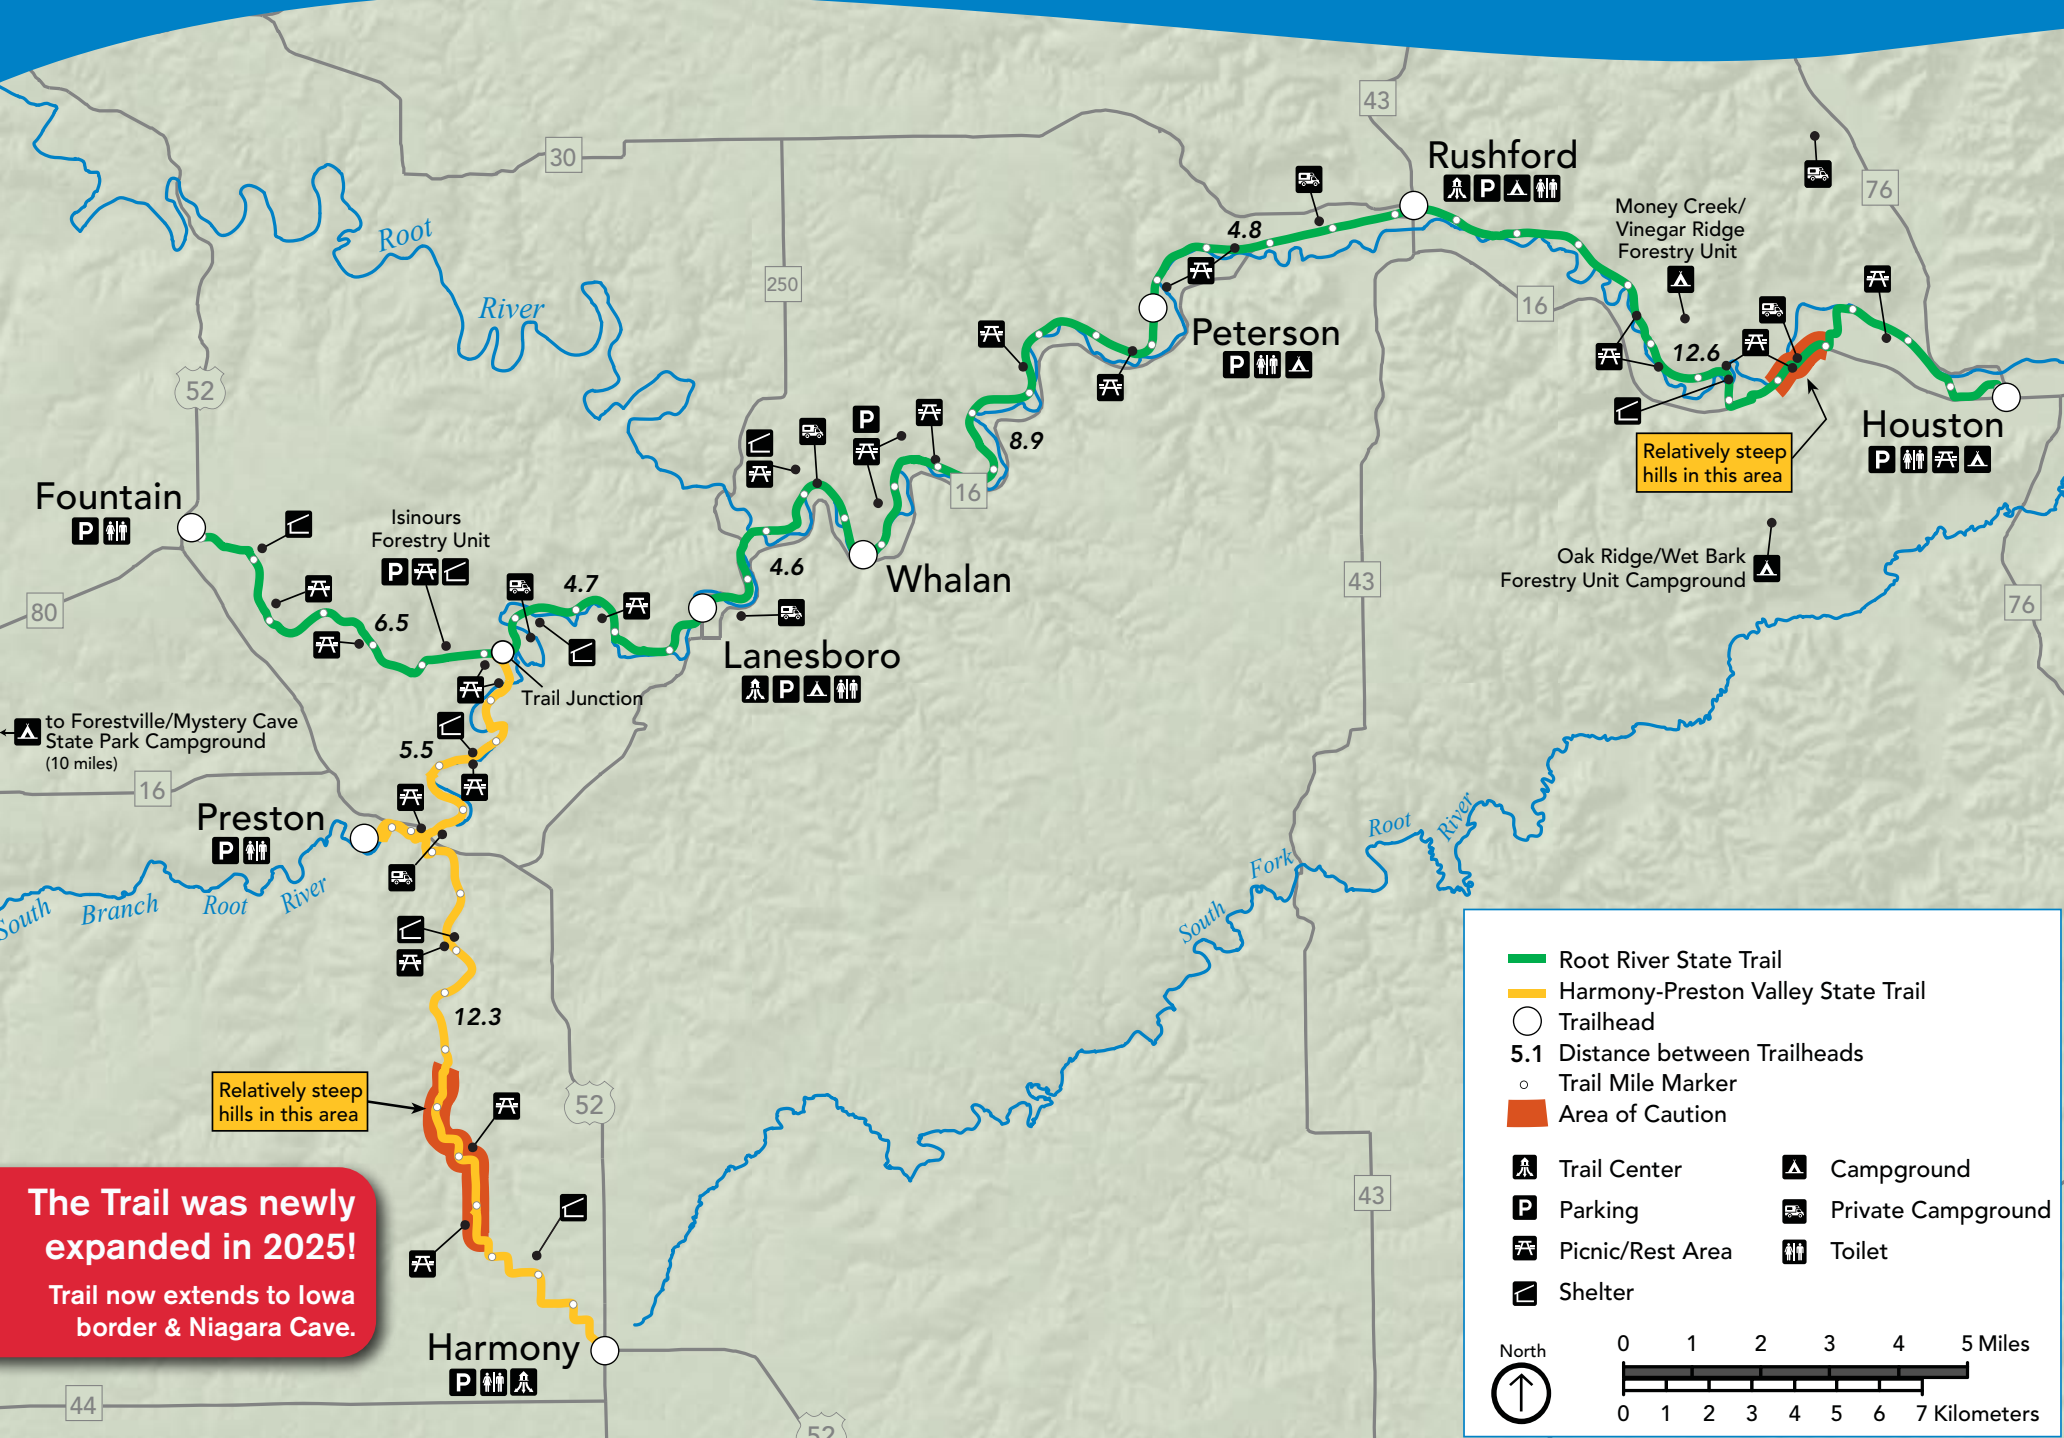 43
30
Rushford
P
76
Money Creek/
Vinegar Ridge
Forestry Unit
Root
River
250
4.8
16
Peterson
P
52
12.6
Houston
P
Relatively steep
hills in this area
P
8.9
16
Fountain
P
Isinours
Forestry Unit
P
4.7
4.6
Whalan
Oak Ridge/Wet Bark
Forestry Unit Campground
43
76
80
6.5
Lanesboro
P
Trail Junction
to Forestville/Mystery Cave
State Park Campground
(10 miles)
5.5
16
Preston
P
South Branch Root River
South Fork Root River
12.3
Relatively steep
hills in this area
52
43
The Trail was newly
expanded in 2025!
Trail now extends to Iowa
border & Niagara Cave.
Harmony
P
44
52
Root River State Trail
Harmony-Preston Valley State Trail
Trailhead
5.1 Distance between Trailheads
Trail Mile Marker
Area of Caution
Trail Center
Campground
P Parking
Private Campground
Picnic/Rest Area
Toilet
Shelter
North
0 1 2 3 4 5 Miles
0 1 2 3 4 5 6 7 Kilometers